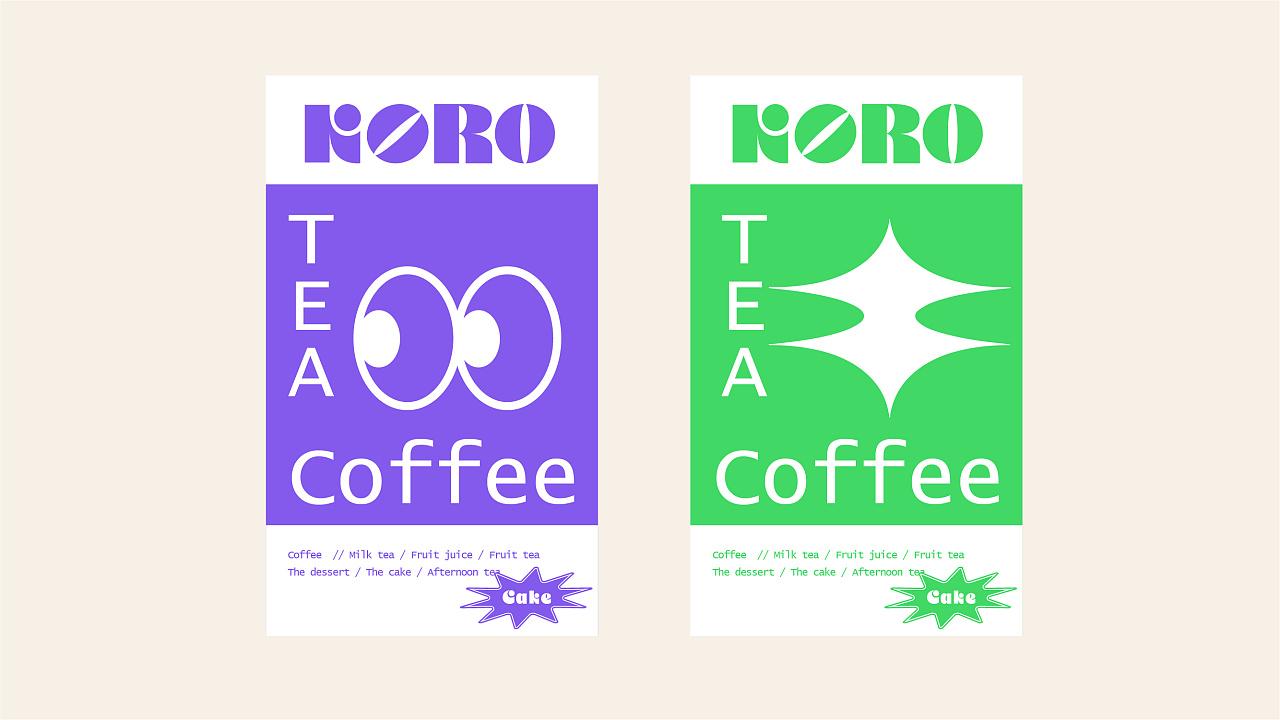 KORO
TEA
Coffee
Coffee // Milk tea / Fruit juice / Fruit tea
The dessert / The cake / Afternoon tea
Cake
KORO
TEA
Coffee
Coffee // Milk tea / Fruit juice / Fruit tea
The dessert / The cake / Afternoon tea
Cake